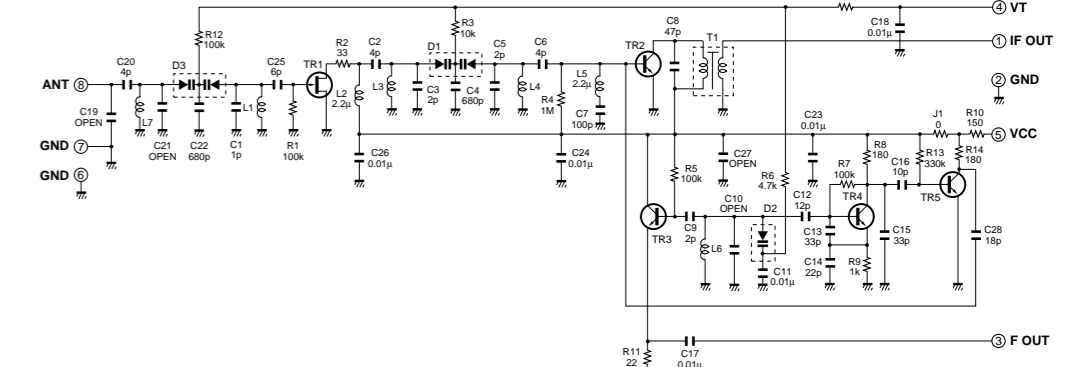 ④ VT
C18
0.01μ
C8
47p
T1
R3
10k
R12
100k
R2
33
C2
4p
D1
C5
2p
C6
4p
TR2
① IF OUT
C20
4p
D3
C25
6p
TR1
L5
2.2μ
② GND
ANT ⑧
C19
OPEN
L7
C21
OPEN
C22
680p
C1
1p
L1
R1
100k
L2
2.2μ
L3
C3
2p
C4
680p
L4
R4
1M
C7
100p
C23
0.01μ
J1
0
R10
150
⑤ VCC
GND ⑦
GND ⑥
C26
0.01μ
C24
0.01μ
R5
100k
C27
OPEN
R6
4.7k
R8
180
R7
100k
C16
10p
R13
330k
R14
180
TR3
C9
2p
L6
C10
OPEN
D2
C12
12p
TR4
TR5
C13
33p
C15
33p
C28
18p
C11
0.01μ
C14
22p
R9
1k
③ F OUT
R11
22
C17
0.01μ